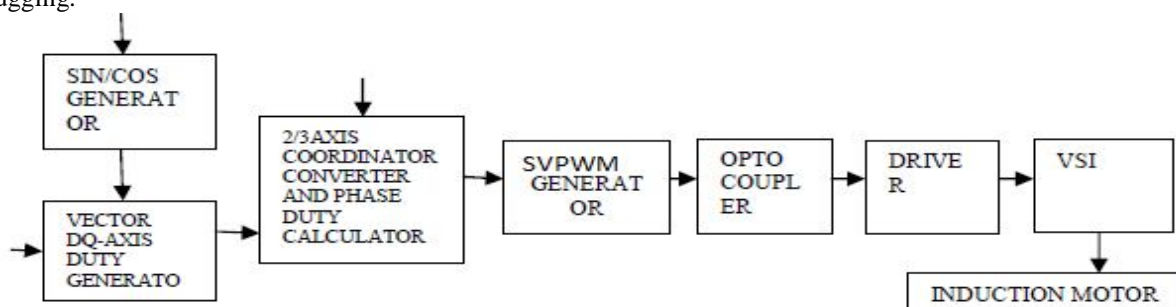 ugging.
SIN/COS
GENERAT
OR
2/3AXIS
COORDINATOR
CONVERTER
AND PHASE
DUTY
CALCULATOR
SVPWM
GENERAT
OR
OPTO
COUPL
ER
DRIVE
R
VSI
VECTOR
DQ-AXIS
DUTY
GENERATO
INDUCTION MOTOR